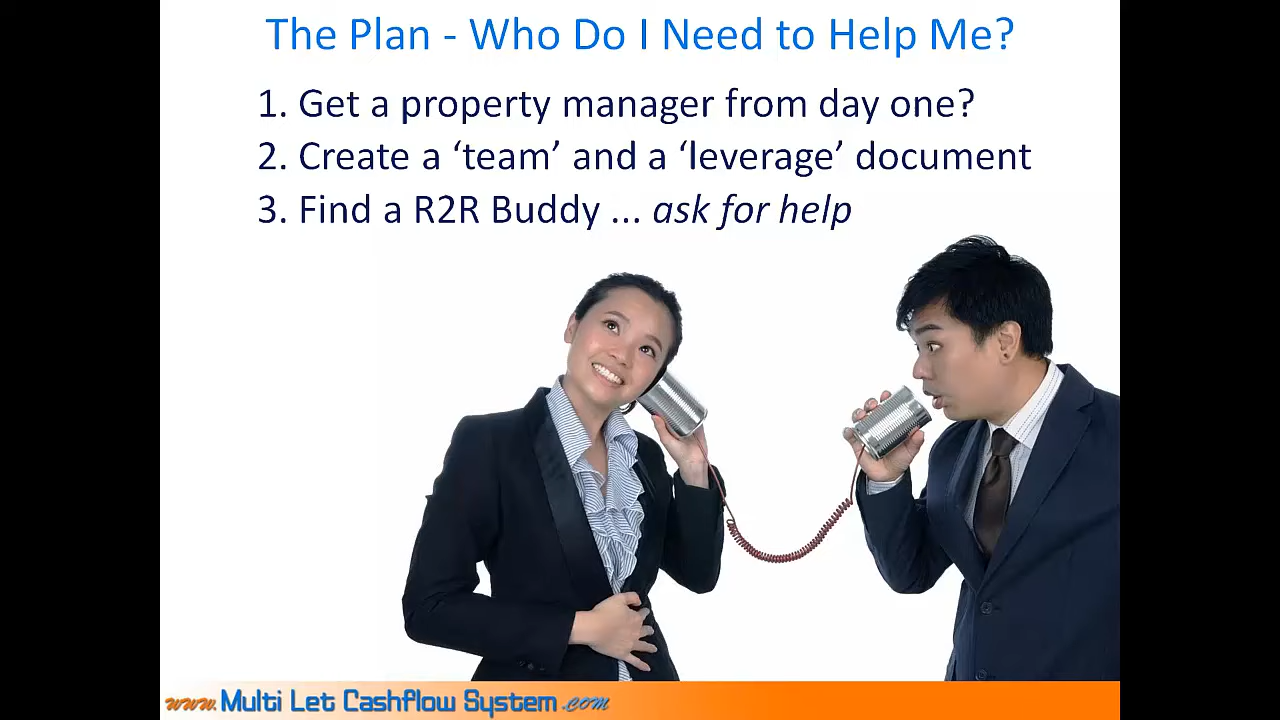 The Plan - Who Do I Need to Help Me?
1. Get a property manager from day one?
2. Create a ‘team’ and a ‘leverage’ document
3. Find a R2R Buddy ... ask for help
www.Multi Let Cashflow System.com